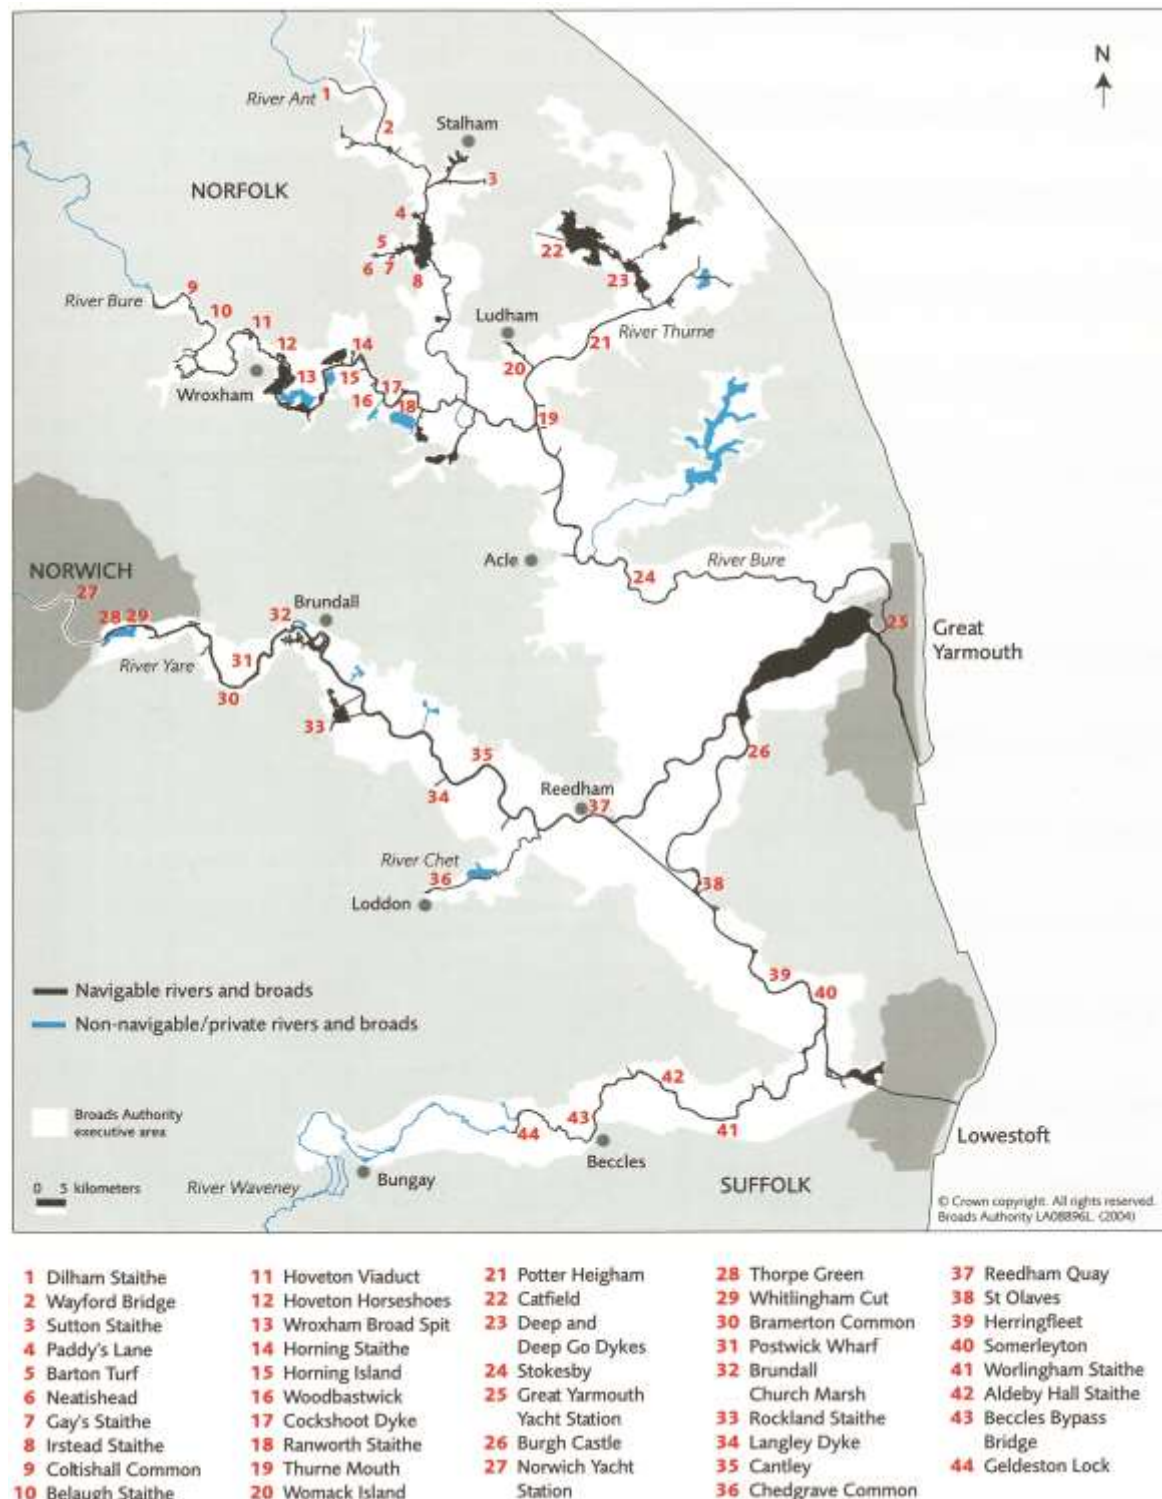 N
River Ant
1
2
Stalham
3
NORFOLK
4
5
6
7
8
22
23
9
River Bure
10
11
Ludham
River Thurne
12
21
14
20
13
15
Wroxham
17
16
18
19
Acle
River Bure
24
NORWICH
27
28
29
32
Brundall
25
Great
Yarmouth
River Yare
31
30
33
26
35
34
Reedham
37
River Chet
36
38
Loddon
39
40
Navigable rivers and broads
Non-navigable/private rivers and broads
42
Broads Authority
executive area
43
44
41
Lowestoft
Beccles
0 5 kilometers
River Waveney
Bungay
SUFFOLK
© Crown copyright. All rights reserved.
Broads Authority LA08896L. (2004)
1 Dilham Staithe
2 Wayford Bridge
3 Sutton Staithe
4 Paddy's Lane
5 Barton Turf
6 Neatishead
7 Gay's Staithe
8 Irstead Staithe
9 Coltishall Common
10 Belaugh Staithe
11 Hoveton Viaduct
12 Hoveton Horseshoes
13 Wroxham Broad Spit
14 Horning Staithe
15 Horning Island
16 Woodbastwick
17 Cockshoot Dyke
18 Ranworth Staithe
19 Thurne Mouth
20 Womack Island
21 Potter Heigham
22 Catfield
23 Deep and
Deep Go Dykes
24 Stokesby
25 Great Yarmouth
Yacht Station
26 Burgh Castle
27 Norwich Yacht
Station
28 Thorpe Green
29 Whitlingham Cut
30 Bramerton Common
31 Postwick Wharf
32 Brundall
Church Marsh
33 Rockland Staithe
34 Langley Dyke
35 Cantley
36 Chedgrave Common
37 Reedham Quay
38 St Olaves
39 Herringfleet
40 Somerleyton
41 Worlingham Staithe
42 Aldeby Hall Staithe
43 Beccles Bypass
Bridge
44 Geldeston Lock